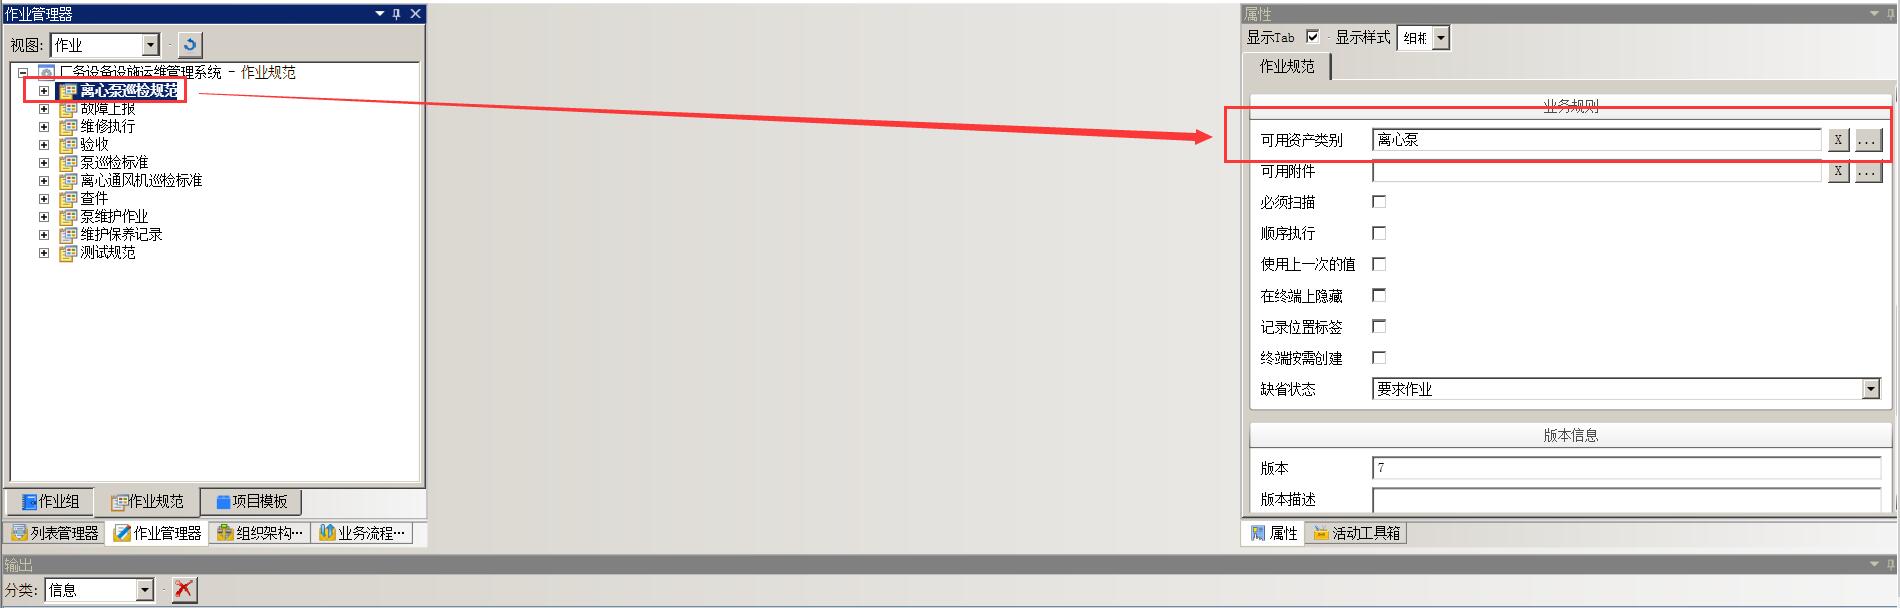 作业管理器
视图: 作业
厂务设备设施运维管理系统 - 作业规范
离心泵巡检规范
故障上报
维修执行
验收
泵巡检标准
离心通风机巡检标准
查件
泵维护作业
维护保养记录
测试规范
作业组 作业规范 项目模板
列表管理器 作业管理器 组织架构... 业务流程...
属性
显示Tab 显示样式 细模
作业规范
业务规则
可用资产类别 离心泵 X ...
可用附件 X ...
必须扫描
顺序执行
使用上一次的值
在终端上隐藏
记录位置标签
终端按需创建
缺省状态 要求作业
版本信息
版本 7
版本描述
属性 活动工具箱
输出
分类: 信息